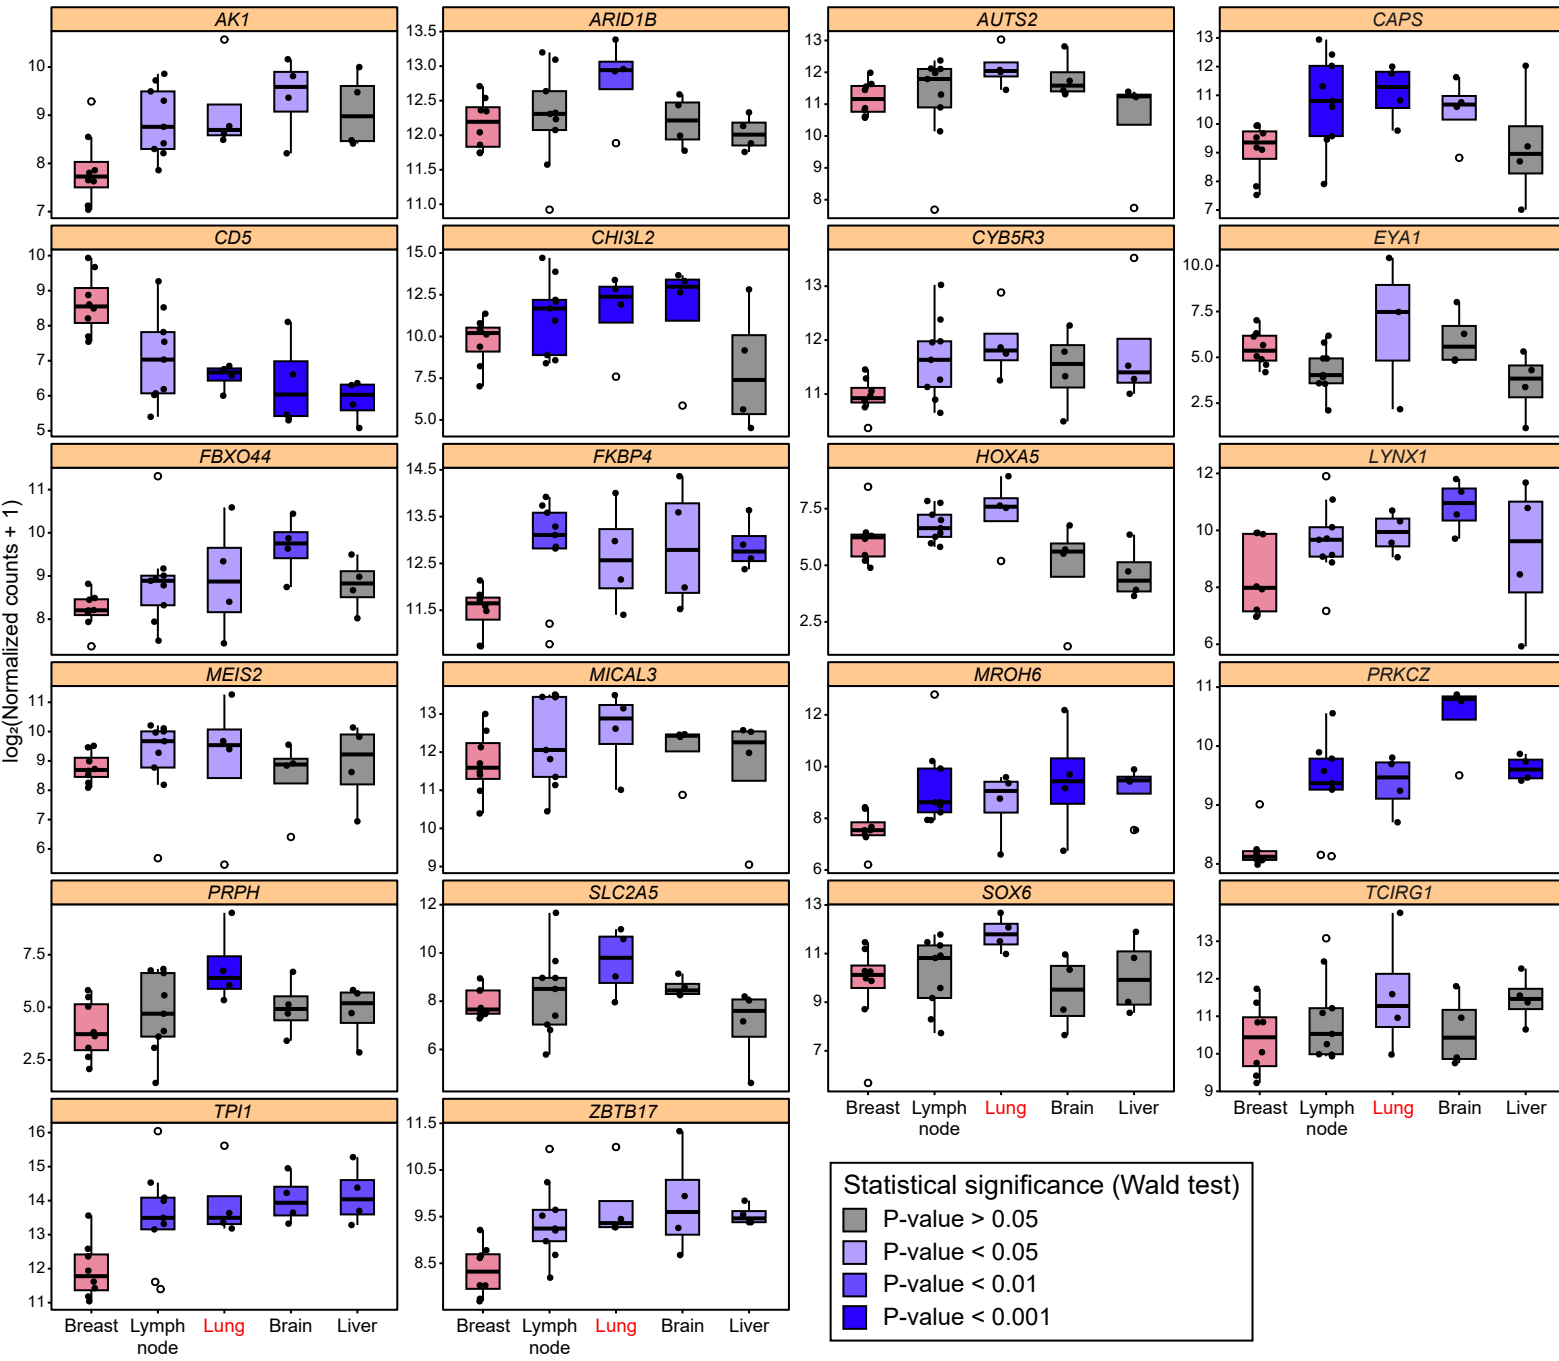 log₂(Normalized counts + 1)
AK1
10
9
8
7
ARID1B
13.5
13.0
12.5
12.0
11.5
11.0
AUTS2
13
12
11
10
9
8
CAPS
13
12
11
10
9
8
7
CD5
10
9
8
7
6
5
CHI3L2
15.0
12.5
10.0
7.5
5.0
CYB5R3
13
12
11
EYA1
10.0
7.5
5.0
2.5
FBXO44
11
10
9
8
FKBP4
14.5
13.5
12.5
11.5
HOXA5
7.5
5.0
2.5
LYNX1
12
10
8
6
MEIS2
11
10
9
8
7
6
MICAL3
13
12
11
10
9
MROH6
12
10
8
6
PRKCZ
11
10
9
8
PRPH
7.5
5.0
2.5
SLC2A5
12
10
8
6
SOX6
13
11
9
7
Breast Lymph Lung Brain Liver
node
TCIRG1
13
12
11
10
9
Breast Lymph Lung Brain Liver
node
TPI1
16
15
14
13
12
11
Breast Lymph Lung Brain Liver
node
ZBTB17
11.5
10.5
9.5
8.5
Breast Lymph Lung Brain Liver
node
Statistical significance (Wald test)
P-value > 0.05
P-value < 0.05
P-value < 0.01
P-value < 0.001